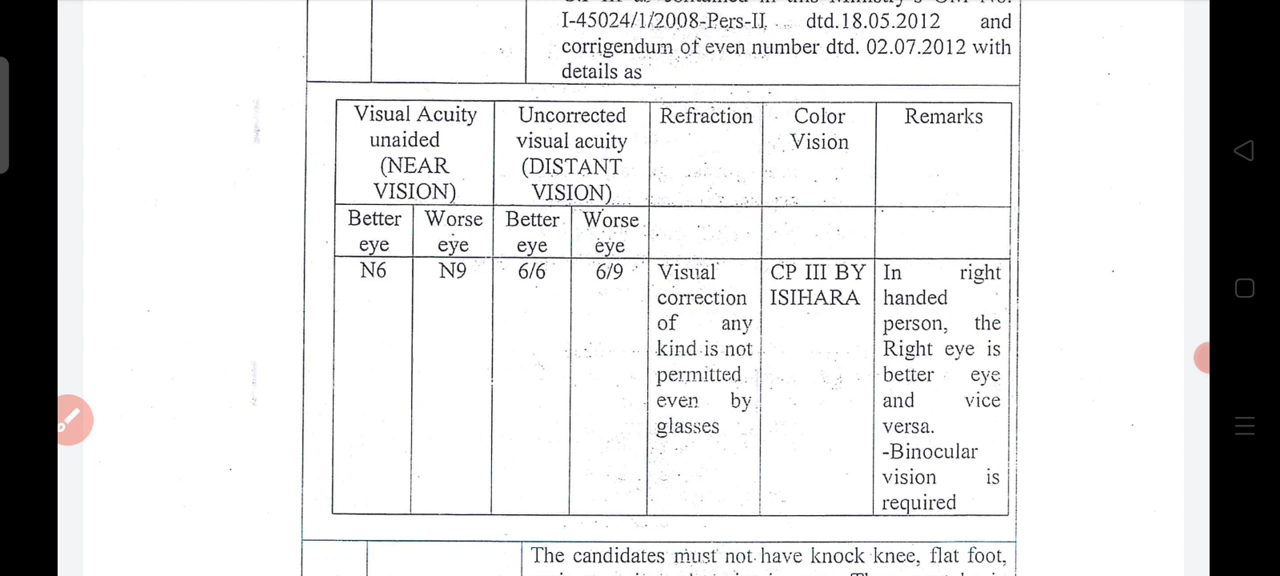 I-45024/1/2008-Pers-II, dtd.18.05.2012 and
corrigendum of even number dtd. 02.07.2012 with
details as
Visual Acuity unaided (NEAR VISION)
Uncorrected visual acuity (DISTANT VISION)
Refraction
Color Vision
Remarks
Better eye
Worse eye
Better eye
Worse eye
N6
N9
6/6
6/9
Visual
correction
of any
kind is not
permitted
even by
glasses
CP III BY
ISIHARA
In right
handed
person, the
Right eye is
better eye
and vice
versa.
-Binocular
vision is
required
The candidates must not have knock knee, flat foot,